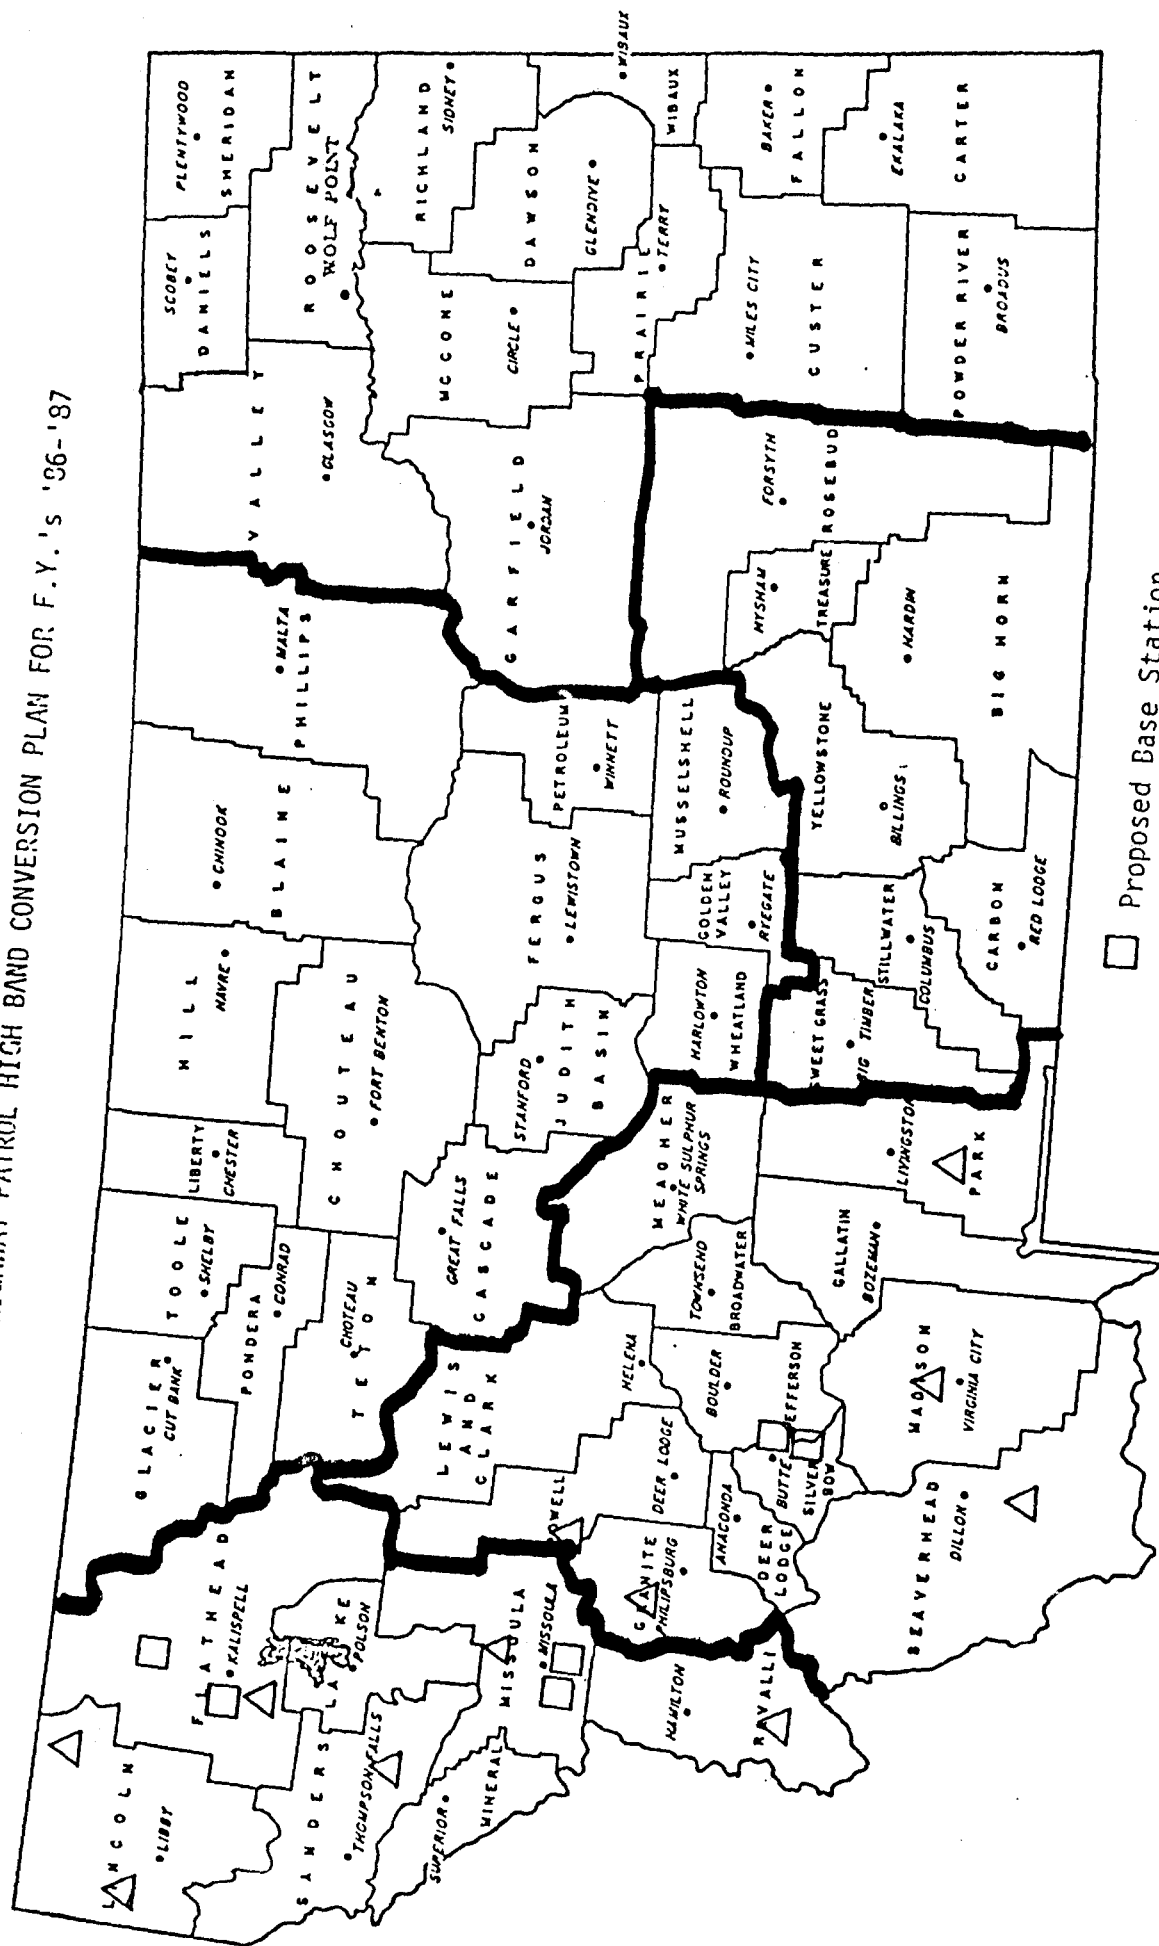 PATROL HIGH BAND CONVERSION PLAN FOR F.Y.'s '86-'87
LINCOLN
LIBBY
FLATHEAD
KALISPELL
GLACIER
CUT BANK
TOOLE
SHELBY
LIBERTY
CHESTER
HILL
HAVRE
BLAINE
CHINOOK
PHILLIPS
MALTA
VALLEY
GLASGOW
DANIELS
SCOBEY
SHERIDAN
PLENTYWOOD
ROOSEVELT
WOLF POINT
SANDERS
THOMPSON FALLS
LAKE
POLSON
PONDERA
CONRAD
TETON
CHOTEAU
CHOUTEAU
FORT BENTON
RICHLAND
SIDNEY
MCCONE
CIRCLE
DAWSON
GLENDIVE
WIBAUX
WIBAUX
GARFIELD
JORDAN
PETROLEUM
WINNETT
FERGUS
LEWISTOWN
JUDITH
BASIN
STANFORD
CASCADE
GREAT FALLS
LEWIS
AND
CLARK
HELENA
POWELL
DEER LODGE
MISSOULA
MISSOULA
MINERAL
SUPERIOR
GRANITE
PHILIPSBURG
RAVALLI
HAMILTON
DEER
LODGE
ANACONDA
SILVER
BOW
BUTTE
JEFFERSON
BOULDER
BROADWATER
TOWNSEND
MEAGHER
WHITE SULPHUR
SPRINGS
WHEATLAND
HARLOWTON
GOLDEN
VALLEY
RYEGATE
MUSSELSHELL
ROUNDUP
TREASURE
HYSHAM
ROSEBUD
FORSYTH
PRAIRIE
TERRY
CUSTER
MILES CITY
FALLON
BAKER
CARTER
EKALAKA
POWDER RIVER
BROADUS
BIG HORN
HARDIN
YELLOWSTONE
BILLINGS
STILLWATER
COLUMBUS
CARBON
RED LODGE
SWEET GRASS
BIG TIMBER
PARK
LIVINGSTON
GALLATIN
BOZEMAN
MADISON
VIRGINIA CITY
BEAVERHEAD
DILLON
Proposed Base Station